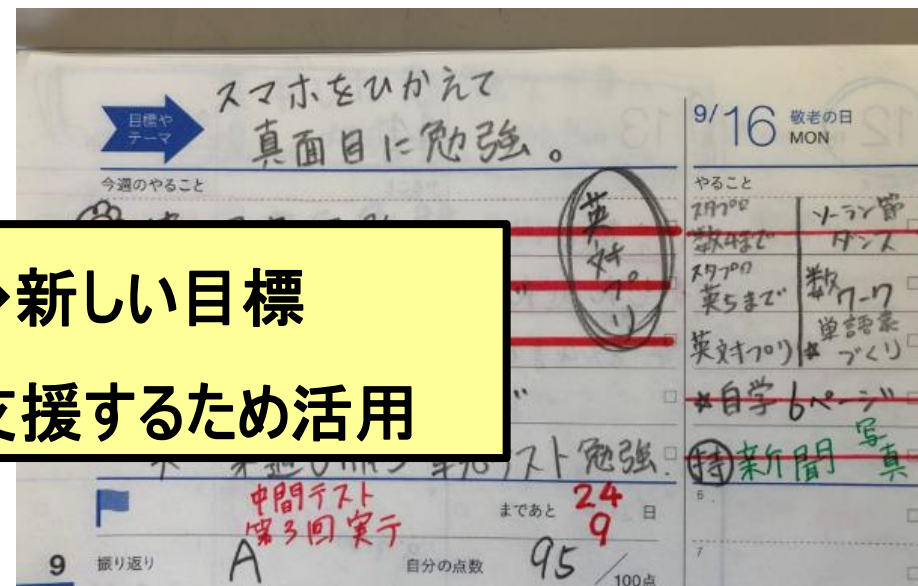 目標や
テーマ
スマホをひかえて
真面目に勉強。
今週のやること
英対プリ
新しい目標
支援するため活用
テスト勉強
中間テスト
第3回実テ
まであと 24 日
9
9 振り返り A 自分の点数 95/100点
9/16 敬老の日
MON
やること
スタプロ
数4まで
ソーラン節
ダンス
スタプロ
英5まで
数ワーク
英対プリ
単語
づくり
*自学6ページ
持 新聞 写真
6
7